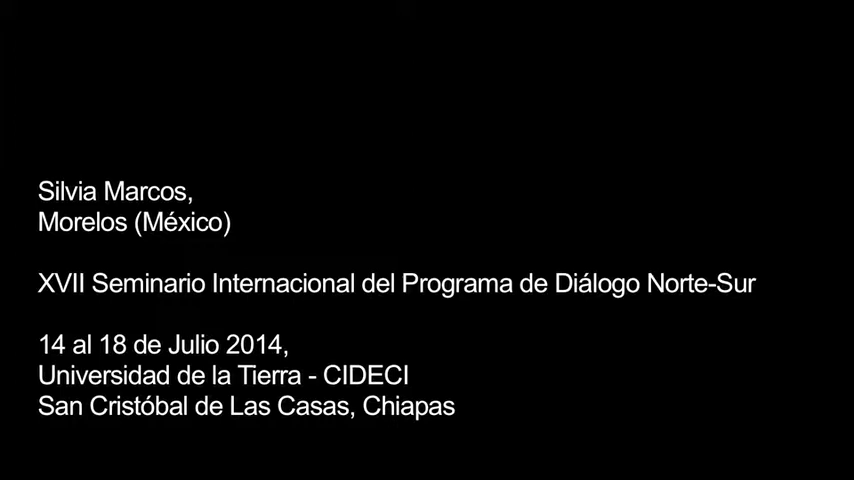 Silvia Marcos,
Morelos (México)
XVII Seminario Internacional del Programa de Diálogo Norte-Sur
14 al 18 de Julio 2014,
Universidad de la Tierra - CIDECI
San Cristóbal de Las Casas, Chiapas